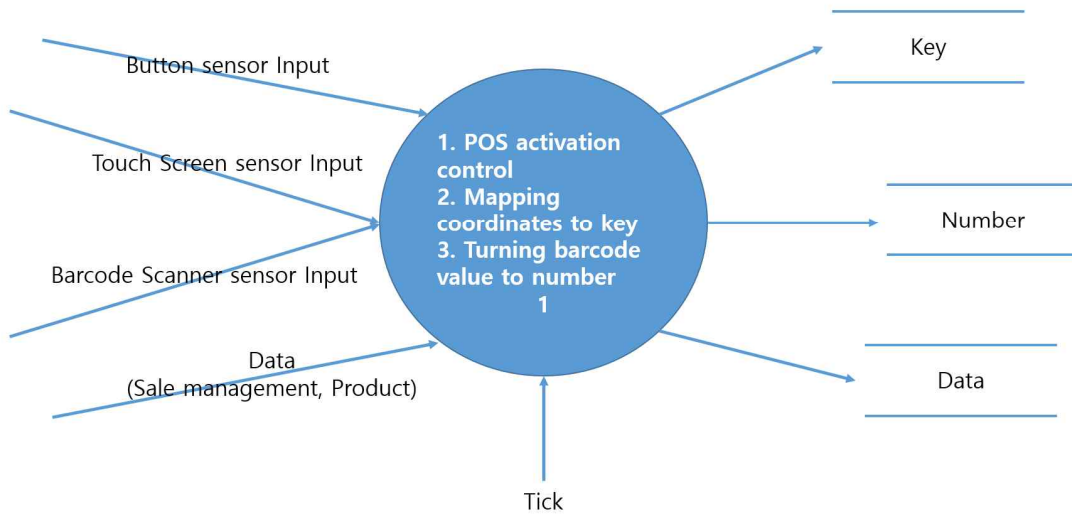 Button sensor Input
Touch Screen sensor Input
Barcode Scanner sensor Input
Data
(Sale management, Product)
1. POS activation
control
2. Mapping
coordinates to key
3. Turning barcode
value to number
1
Tick
Key
Number
Data